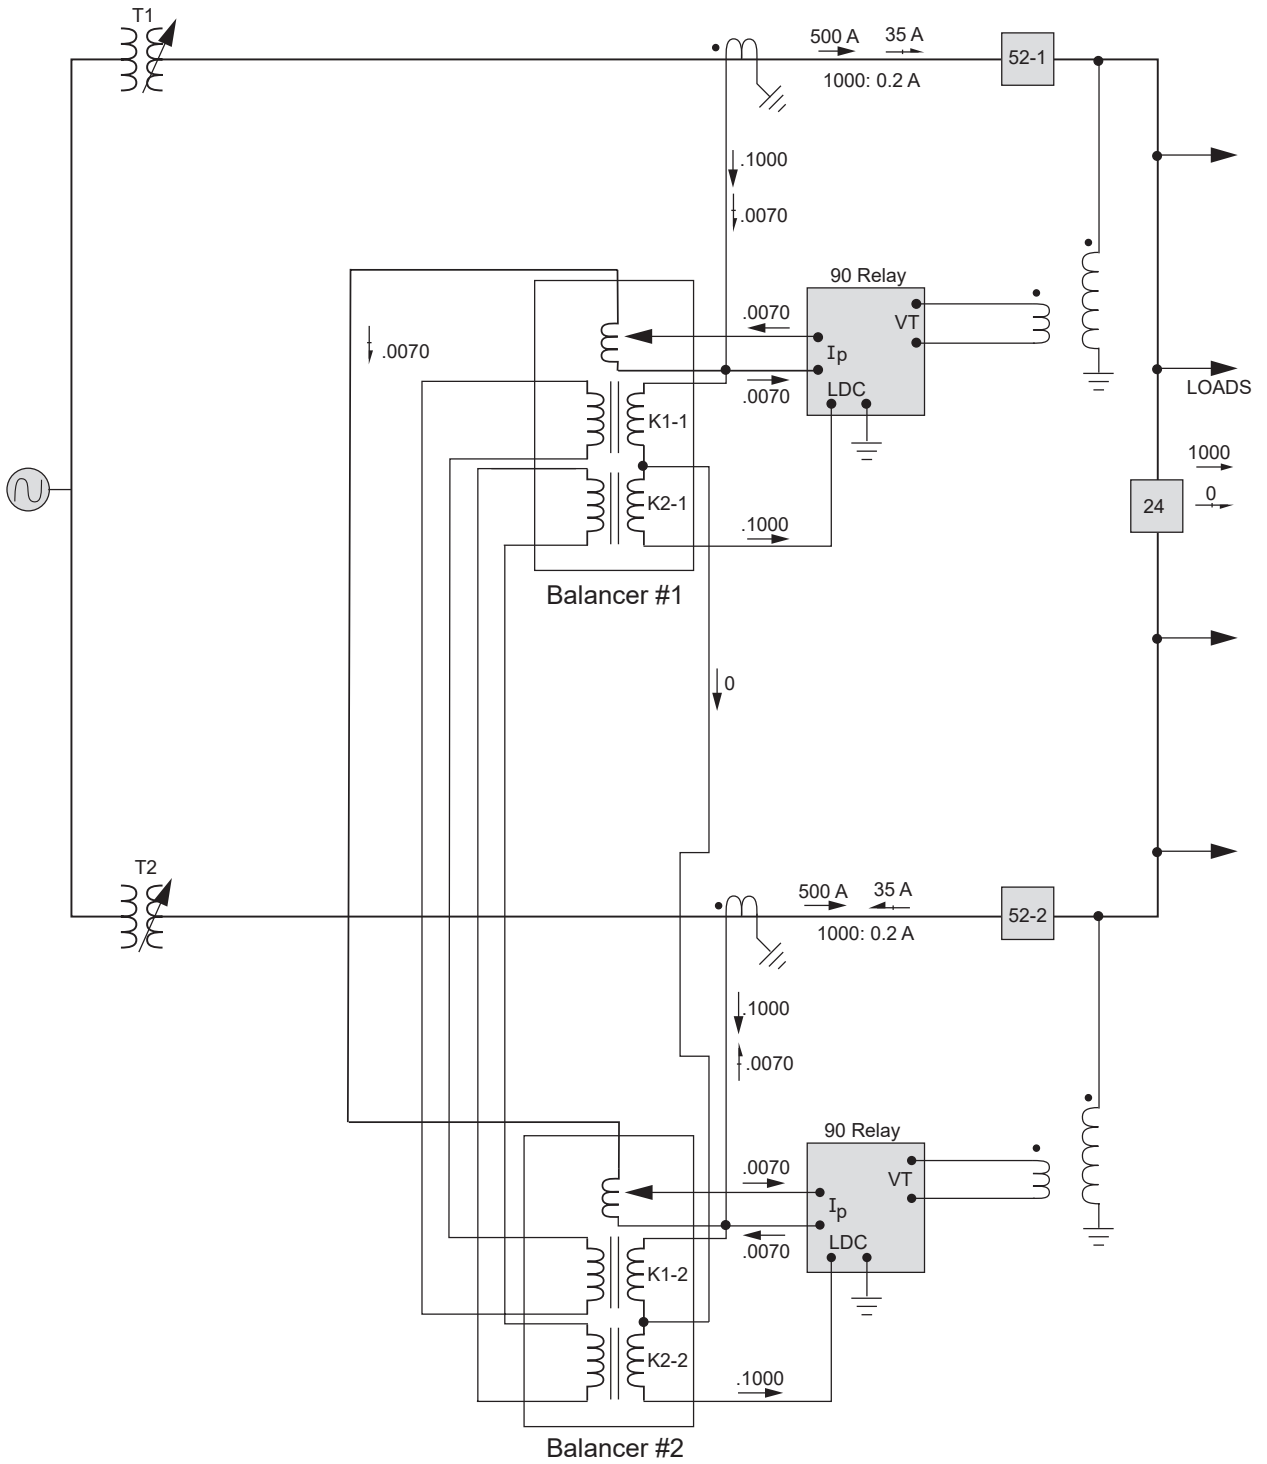 T1
500 A
35 A
52-1
1000: 0.2 A
.1000
.0070
90 Relay
.0070
VT
Ip
.0070
.0070
LDC
LOADS
K1-1
1000
0
24
K2-1
.1000
Balancer #1
0
T2
500 A
35 A
52-2
1000: 0.2 A
.1000
.0070
90 Relay
.0070
VT
Ip
.0070
LDC
K1-2
K2-2
.1000
Balancer #2